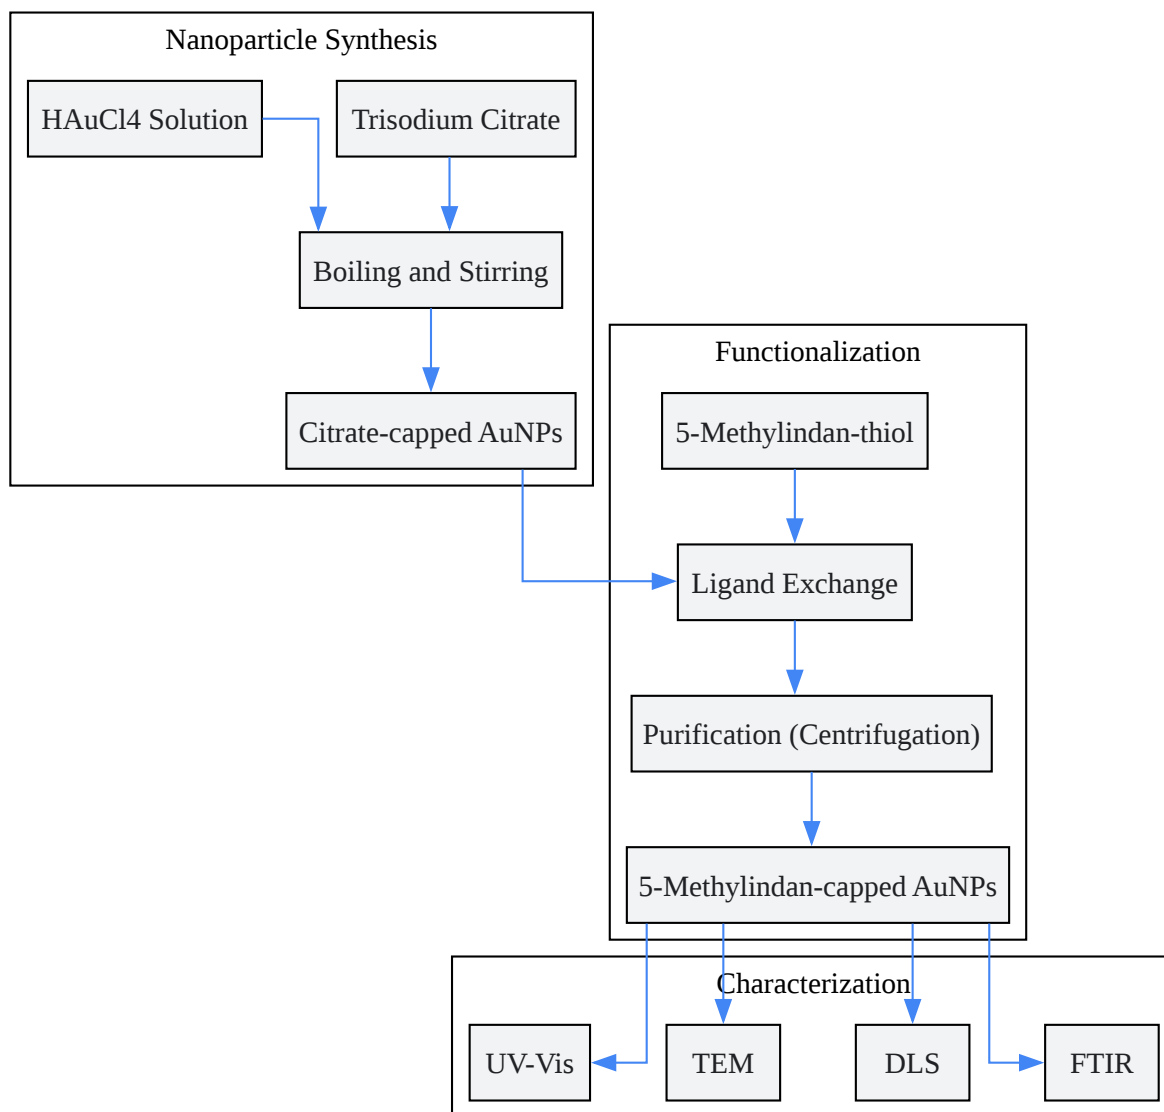 Nanoparticle Synthesis
HAuCl4 Solution
Trisodium Citrate
Boiling and Stirring
Citrate-capped AuNPs
Functionalization
5-Methylindan-thiol
Ligand Exchange
Purification (Centrifugation)
5-Methylindan-capped AuNPs
Characterization
UV-Vis
TEM
DLS
FTIR